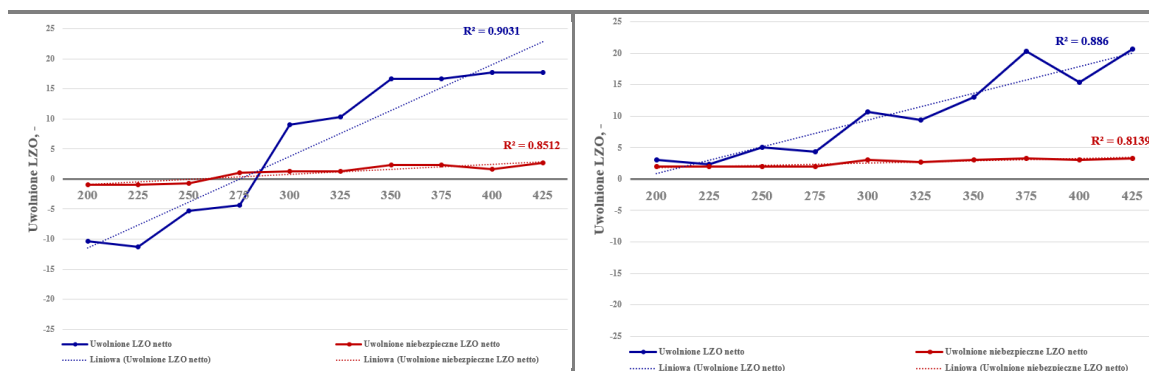 25
R² = 0.9031
20
15
10
R² = 0.8512
5
0
200 225 250 275 300 325 350 375 400 425
-5
-10
-15
-20
-25
Uwolnione LZO, -
Uwolnione LZO netto
Uwolnione niebezpieczne LZO netto
Liniowa (Uwolnione LZO netto)
Liniowa (Uwolnione niebezpieczne LZO netto)
25
R² = 0.886
20
15
10
R² = 0.8139
5
0
200 225 250 275 300 325 350 375 400 425
-5
-10
-15
-20
-25
Uwolnione LZO, -
Uwolnione LZO netto
Uwolnione niebezpieczne LZO netto
Liniowa (Uwolnione LZO netto)
Liniowa (Uwolnione niebezpieczne LZO netto)